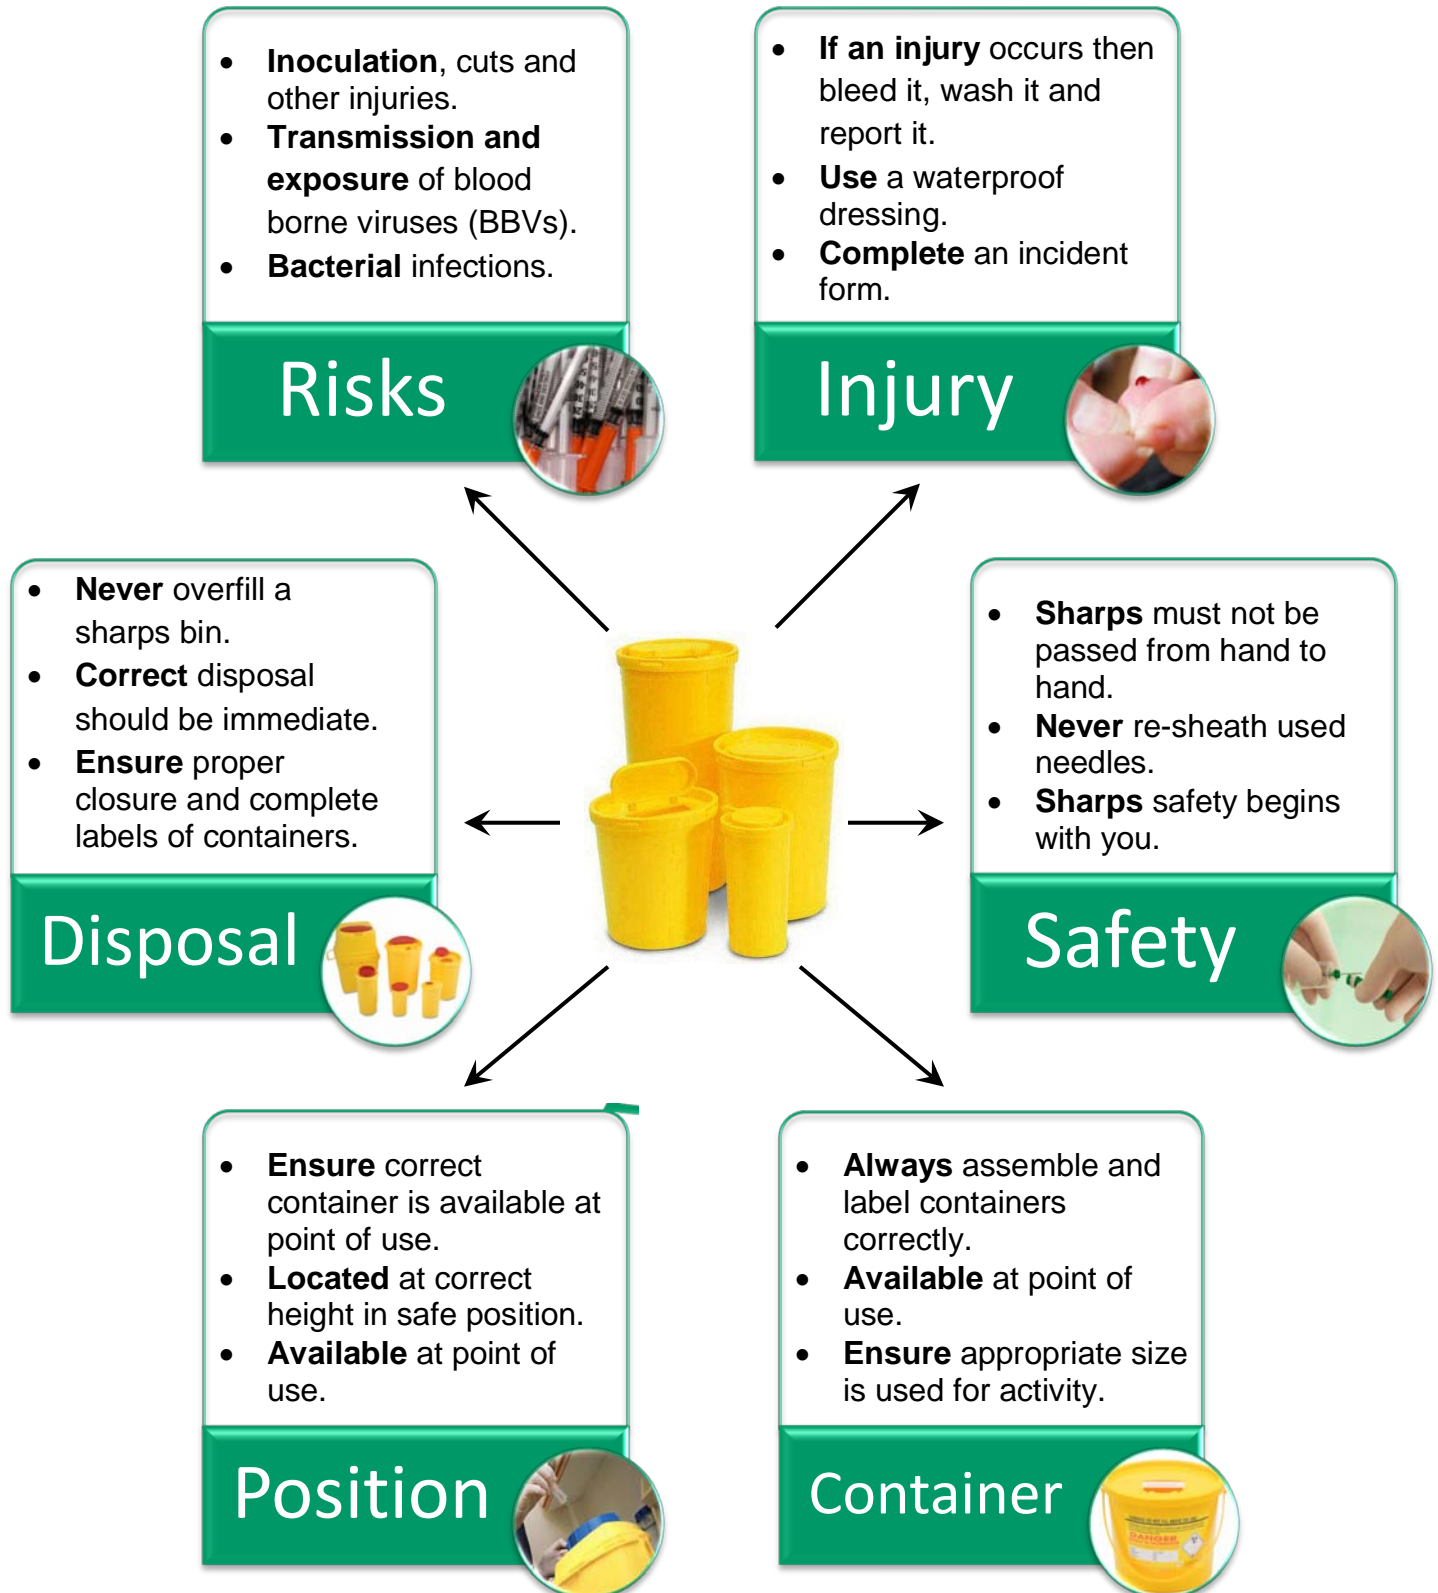 • Inoculation, cuts and
other injuries.
• Transmission and
exposure of blood
borne viruses (BBVs).
• Bacterial infections.
Risks
• If an injury occurs then
bleed it, wash it and
report it.
• Use a waterproof
dressing.
• Complete an incident
form.
Injury
• Never overfill a
sharps bin.
• Correct disposal
should be immediate.
• Ensure proper
closure and complete
labels of containers.
Disposal
• Sharps must not be
passed from hand to
hand.
• Never re-sheath used
needles.
• Sharps safety begins
with you.
Safety
• Ensure correct
container is available at
point of use.
• Located at correct
height in safe position.
• Available at point of
use.
Position
• Always assemble and
label containers
correctly.
• Available at point of
use.
• Ensure appropriate size
is used for activity.
Container
DANGER